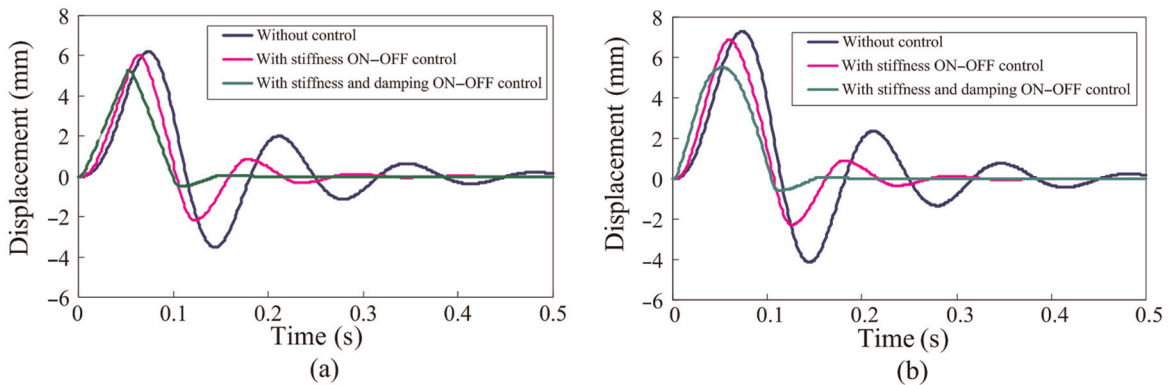 8
6
4
2
0
−2
−4
−6
Displacement (mm)
Without control
With stiffness ON−OFF control
With stiffness and damping ON−OFF control
0 0.1 0.2 0.3 0.4 0.5
Time (s)
(a)
8
6
4
2
0
−2
−4
−6
Displacement (mm)
Without control
With stiffness ON−OFF control
With stiffness and damping ON−OFF control
0 0.1 0.2 0.3 0.4 0.5
Time (s)
(b)